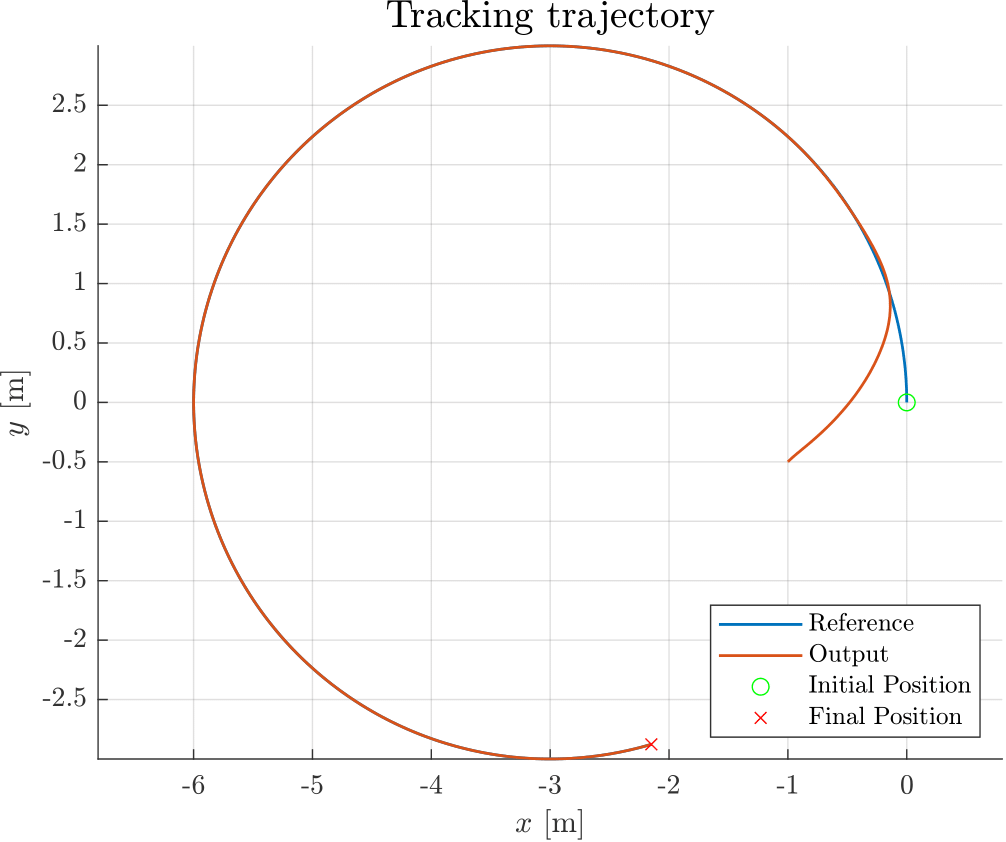 Tracking trajectory
2.5
2
1.5
1
0.5
0
-0.5
-1
-1.5
-2
-2.5
y [m]
-6 -5 -4 -3 -2 -1 0
x [m]
Reference
Output
Initial Position
Final Position